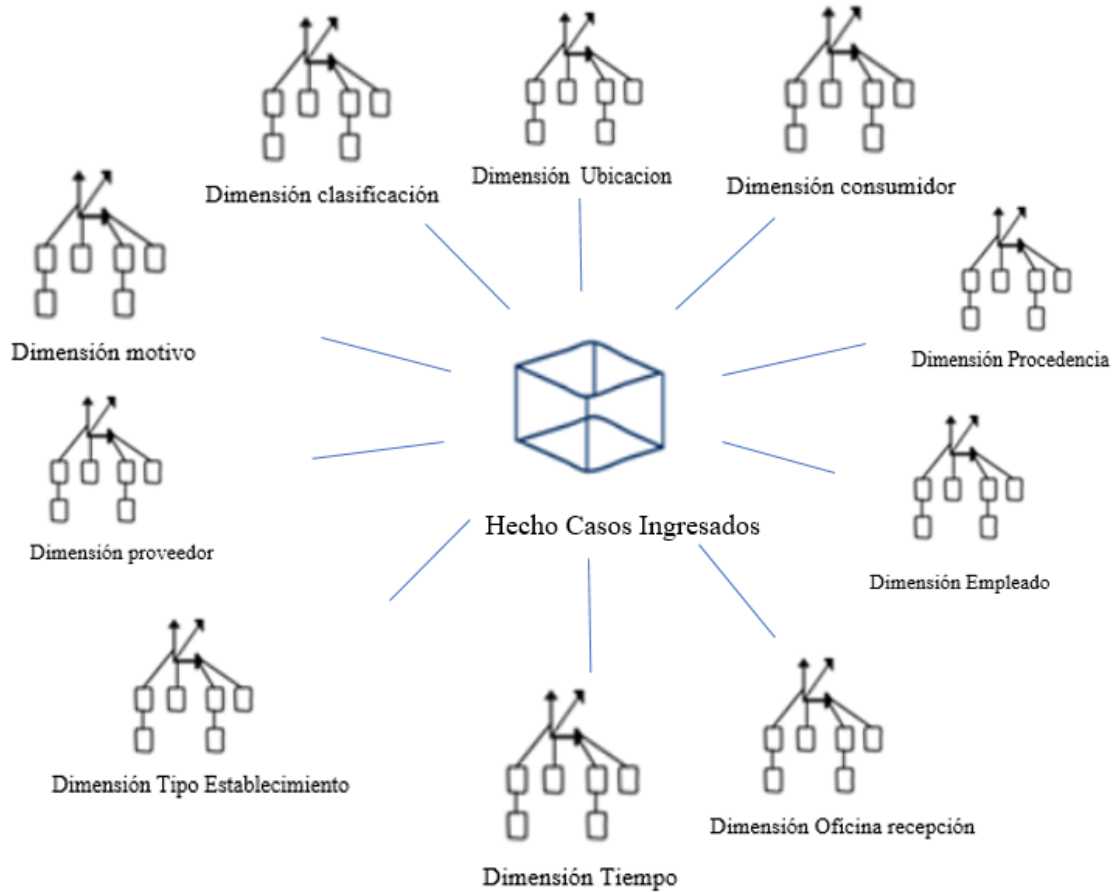 Dimensión clasificación
Dimensión Ubicacion
Dimensión consumidor
Dimensión motivo
Dimensión Procedencia
Hecho Casos Ingresados
Dimensión proveedor
Dimensión Empleado
Dimensión Tipo Establecimiento
Dimensión Oficina recepción
Dimensión Tiempo